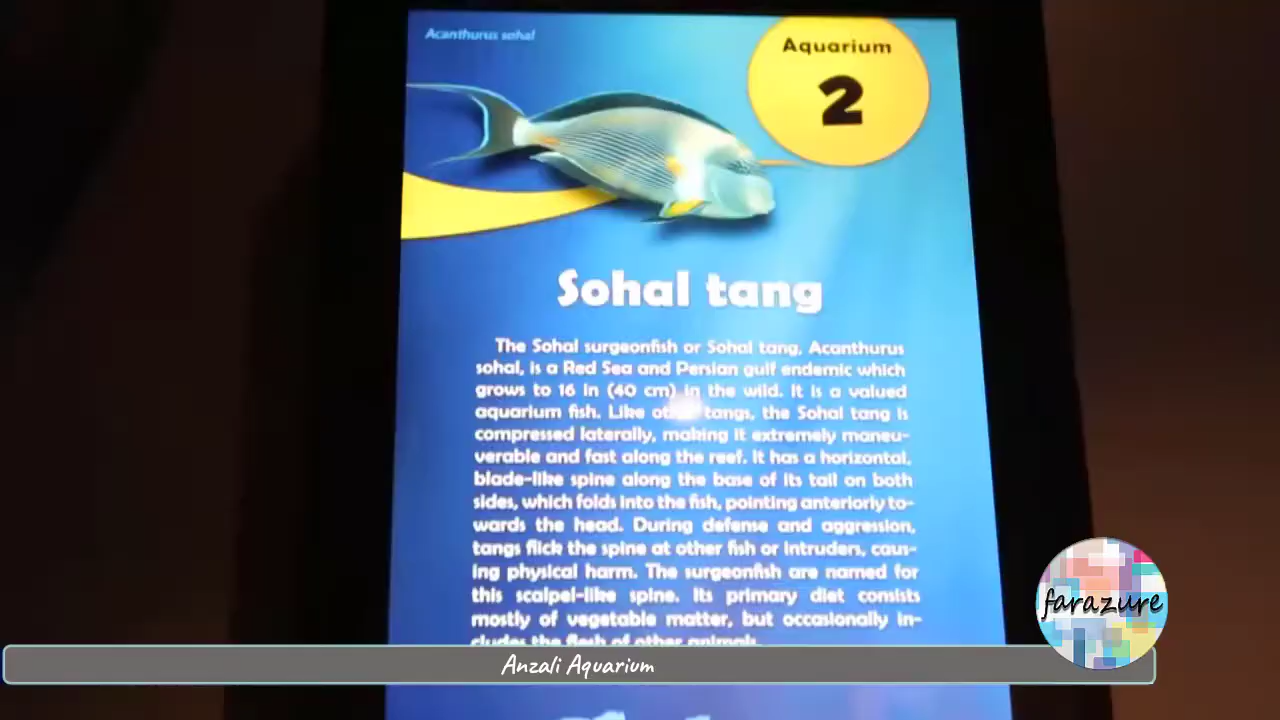 Acanthurus sohal
Aquarium
2
Sohal tang
The Sohal surgeonfish or Sohal tang, Acanthurus
sohal, is a Red Sea and Persian gulf endemic which
grows to 16 in (40 cm) in the wild. It is a valued
aquarium fish. Like other tangs, the Sohal tang is
compressed laterally, making it extremely maneu-
verable and fast along the reef. It has a horizontal,
blade-like spine along the base of its tail on both
sides, which folds into the fish, pointing anteriorly to-
wards the head. During defense and aggression,
tangs flick the spine at other fish or intruders, caus-
ing physical harm. The surgeonfish are named for
this scalpel-like spine. Its primary diet consists
mostly of vegetable matter, but occasionally in-
cludes the flesh of other animals.
farazure
Anzali Aquarium